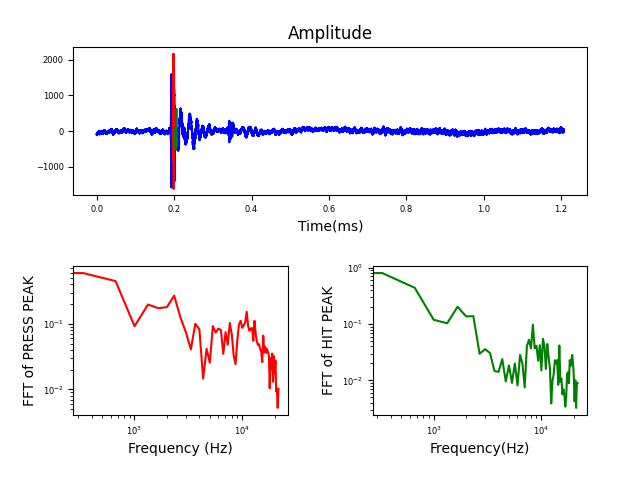 Amplitude
2000
1000
0
−1000
0.0 0.2 0.4 0.6 0.8 1.0 1.2
Time(ms)
FFT of PRESS PEAK
10⁻¹
10⁻²
10³ 10⁴
Frequency (Hz)
FFT of HIT PEAK
10⁰
10⁻¹
10⁻²
10³ 10⁴
Frequency(Hz)